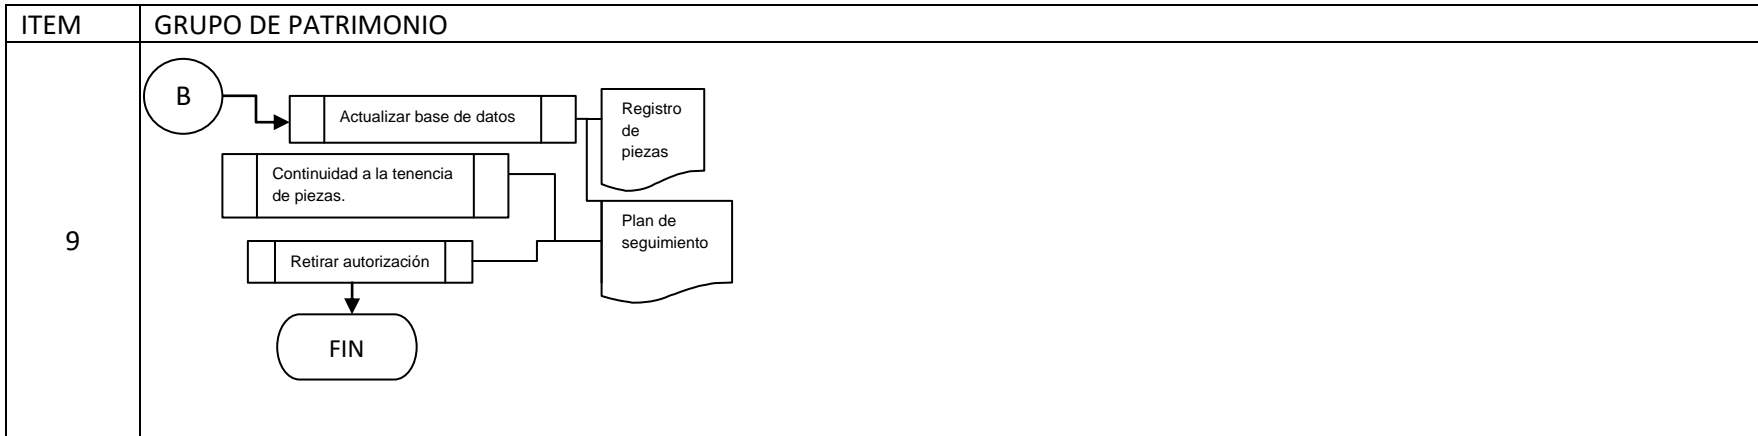 ITEM
GRUPO DE PATRIMONIO
9
B
Actualizar base de datos
Registro
de
piezas
Continuidad a la tenencia
de piezas.
Plan de
seguimiento
Retirar autorización
FIN